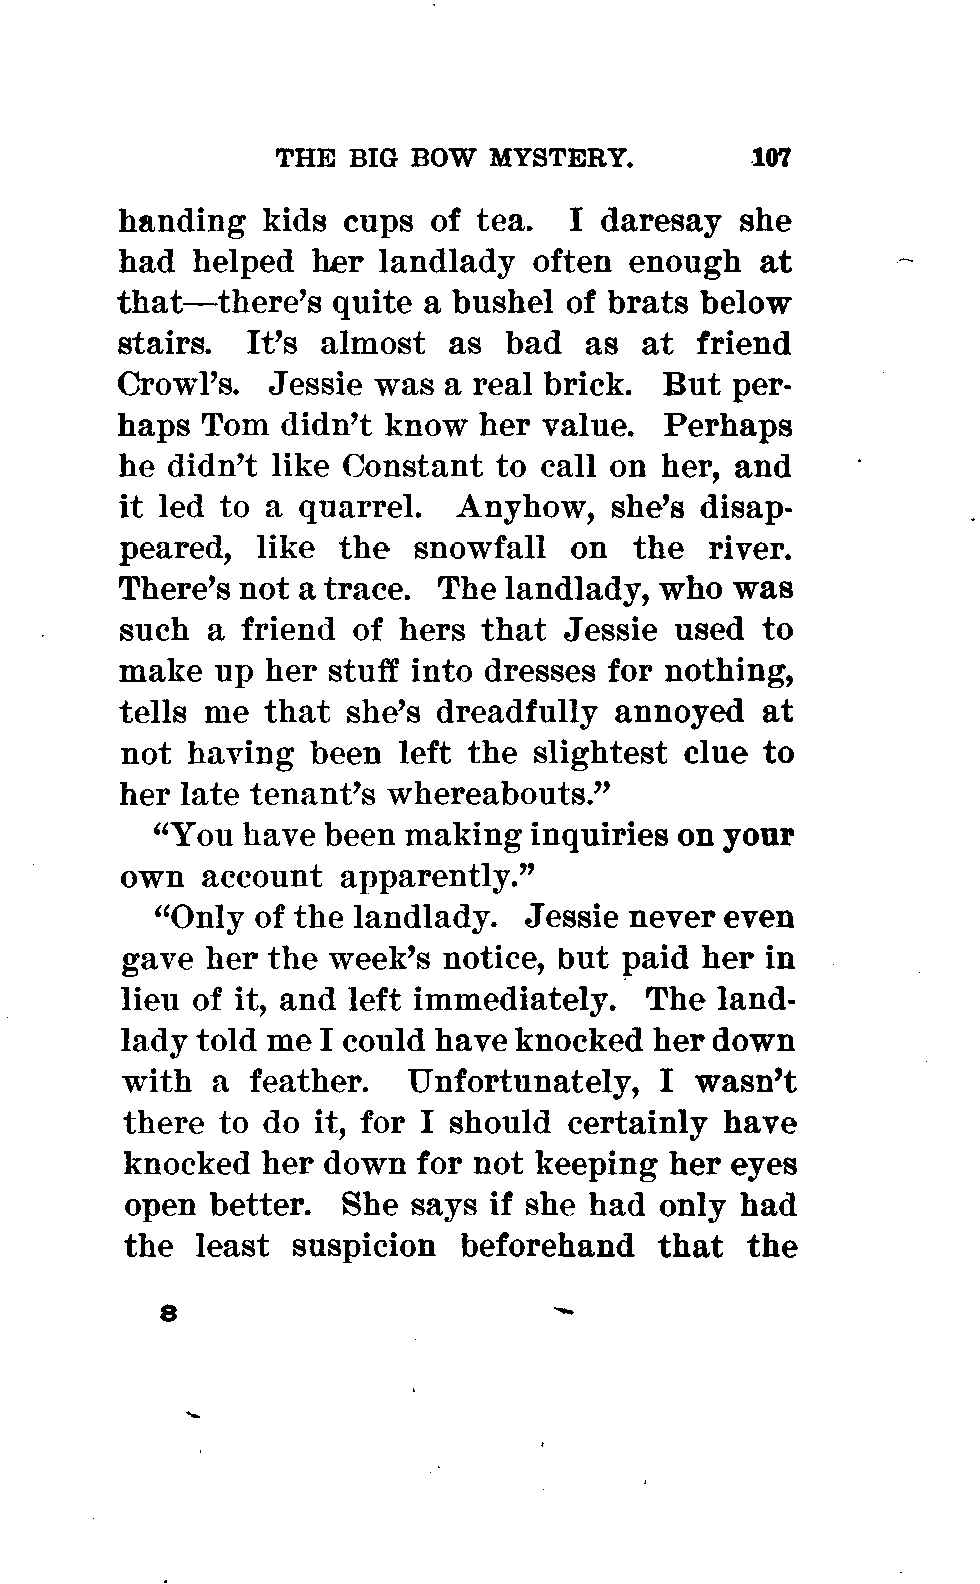 THE BIG BOW MYSTERY. 107
handing kids cups of tea. I daresay she
had helped her landlady often enough at
that—there's quite a bushel of brats below
stairs. It's almost as bad as at friend
Crowl's. Jessie was a real brick. But per-
haps Tom didn't know her value. Perhaps
he didn't like Constant to call on her, and
it led to a quarrel. Anyhow, she's disap-
peared, like the snowfall on the river.
There's not a trace. The landlady, who was
such a friend of hers that Jessie used to
make up her stuff into dresses for nothing,
tells me that she's dreadfully annoyed at
not having been left the slightest clue to
her late tenant's whereabouts.”
“You have been making inquiries on your
own account apparently.”
“Only of the landlady. Jessie never even
gave her the week's notice, but paid her in
lieu of it, and left immediately. The land-
lady told me I could have knocked her down
with a feather. Unfortunately, I wasn't
there to do it, for I should certainly have
knocked her down for not keeping her eyes
open better. She says if she had only had
the least suspicion beforehand that the
8